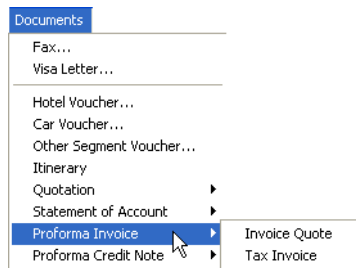 Documents
Fax...
Visa Letter...
Hotel Voucher...
Car Voucher...
Other Segment Voucher...
Itinerary
Quotation
Statement of Account
Proforma Invoice
Invoice Quote
Proforma Credit Note
Tax Invoice